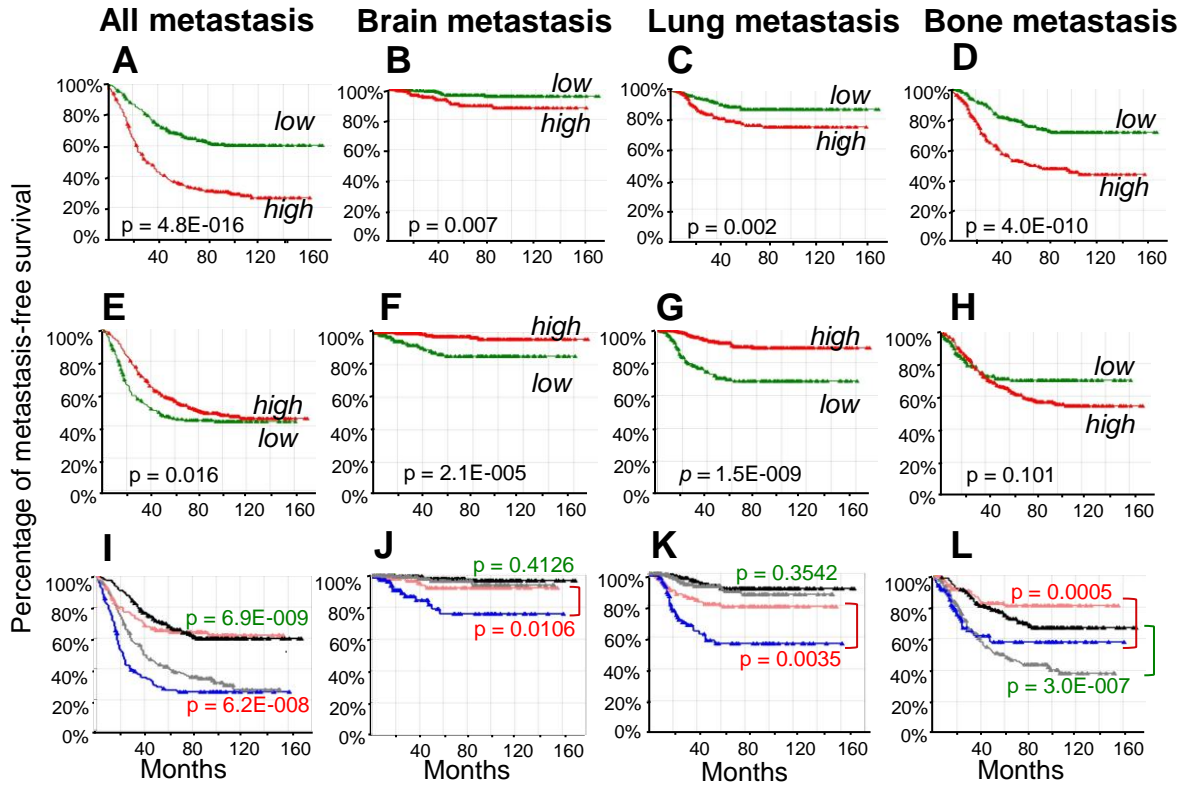 All metastasis Brain metastasis Lung metastasis Bone metastasis
Percentage of metastasis-free survival
A
100%
80%
60%
40%
20%
0%
low
high
p = 4.8E-016
40 80 120 160
B
100%
80%
60%
40%
20%
0%
low
high
p = 0.007
40 80 120 160
C
100%
80%
60%
40%
20%
0%
low
high
p = 0.002
40 80 120 160
D
100%
80%
60%
40%
20%
0%
low
high
p = 4.0E-010
40 80 120 160
E
100%
80%
60%
40%
20%
0%
high
low
p = 0.016
40 80 120 160
F
100%
80%
60%
40%
20%
0%
high
low
p = 2.1E-005
40 80 120 160
G
100%
80%
60%
40%
20%
0%
high
low
p = 1.5E-009
40 80 120 160
H
100%
80%
60%
40%
20%
0%
low
high
p = 0.101
40 80 120 160
I
100%
80%
60%
40%
20%
0%
p = 6.9E-009
p = 6.2E-008
40 80 120 160
Months
J
100%
80%
60%
40%
20%
0%
p = 0.4126
p = 0.0106
40 80 120 160
Months
K
100%
80%
60%
40%
20%
0%
p = 0.3542
p = 0.0035
40 80 120 160
Months
L
100%
80%
60%
40%
20%
0%
p = 0.0005
p = 3.0E-007
40 80 120 160
Months